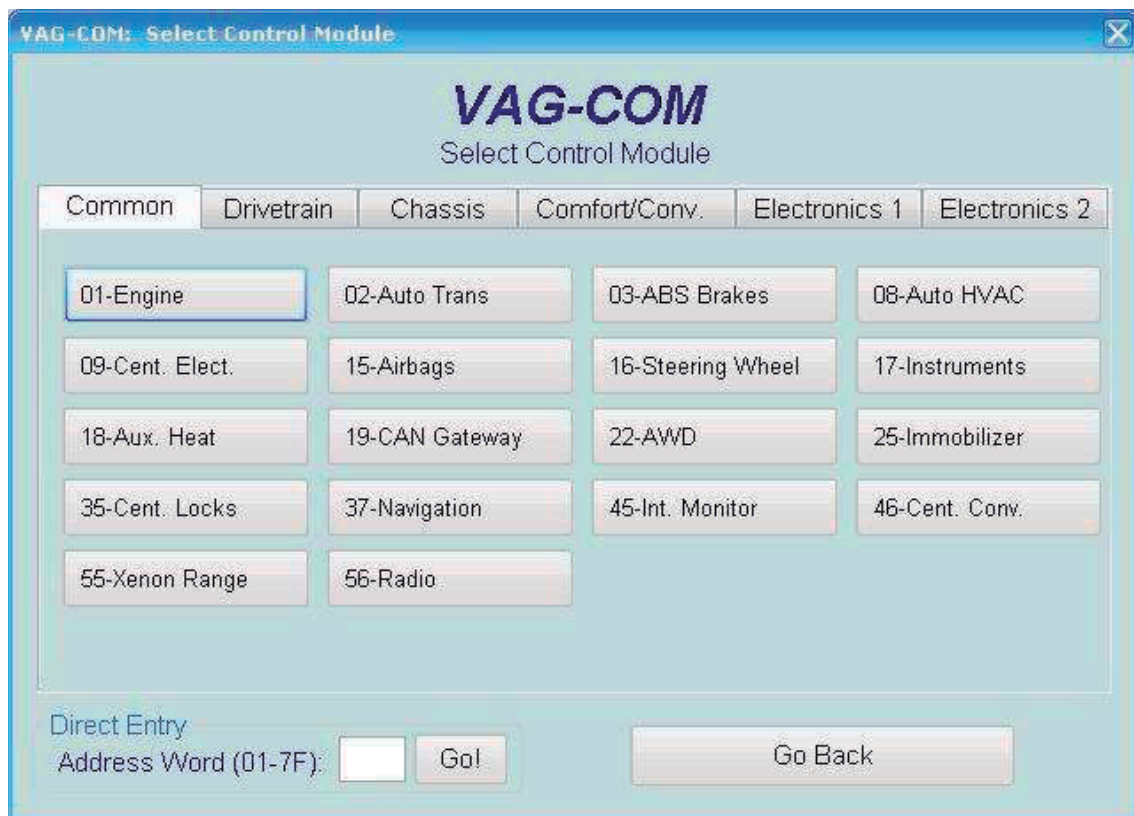 VAG-COM: Select Control Module
VAG-COM
Select Control Module
Common Drivetrain Chassis Comfort/Conv. Electronics 1 Electronics 2
01-Engine 02-Auto Trans 03-ABS Brakes 08-Auto HVAC
09-Cent. Elect. 15-Airbags 16-Steering Wheel 17-Instruments
18-Aux. Heat 19-CAN Gateway 22-AWD 25-Immobilizer
35-Cent. Locks 37-Navigation 45-Int. Monitor 46-Cent. Conv.
55-Xenon Range 56-Radio
Direct Entry
Address Word (01-7F): Go! Go Back